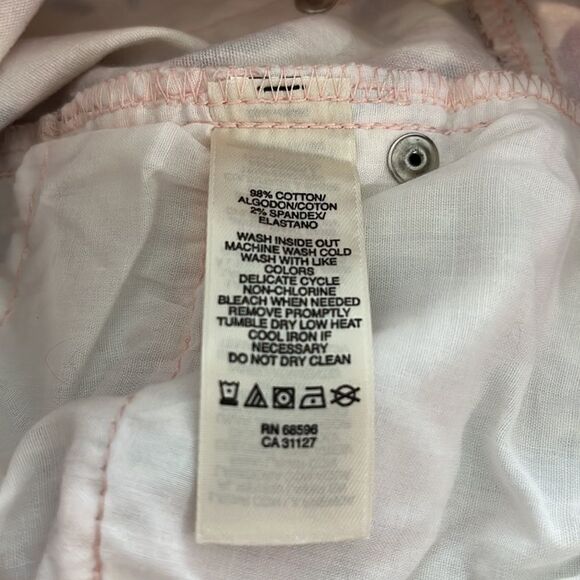 98% COTTON/
ALGODON/COTON
2% SPANDEX/
ELASTANO
WASH INSIDE OUT
MACHINE WASH COLD
WASH WITH LIKE
COLORS
DELICATE CYCLE
NON-CHLORINE
BLEACH WHEN NEEDED
REMOVE PROMPTLY
TUMBLE DRY LOW HEAT
COOL IRON IF
NECESSARY
DO NOT DRY CLEAN
RN 68596
CA 31127